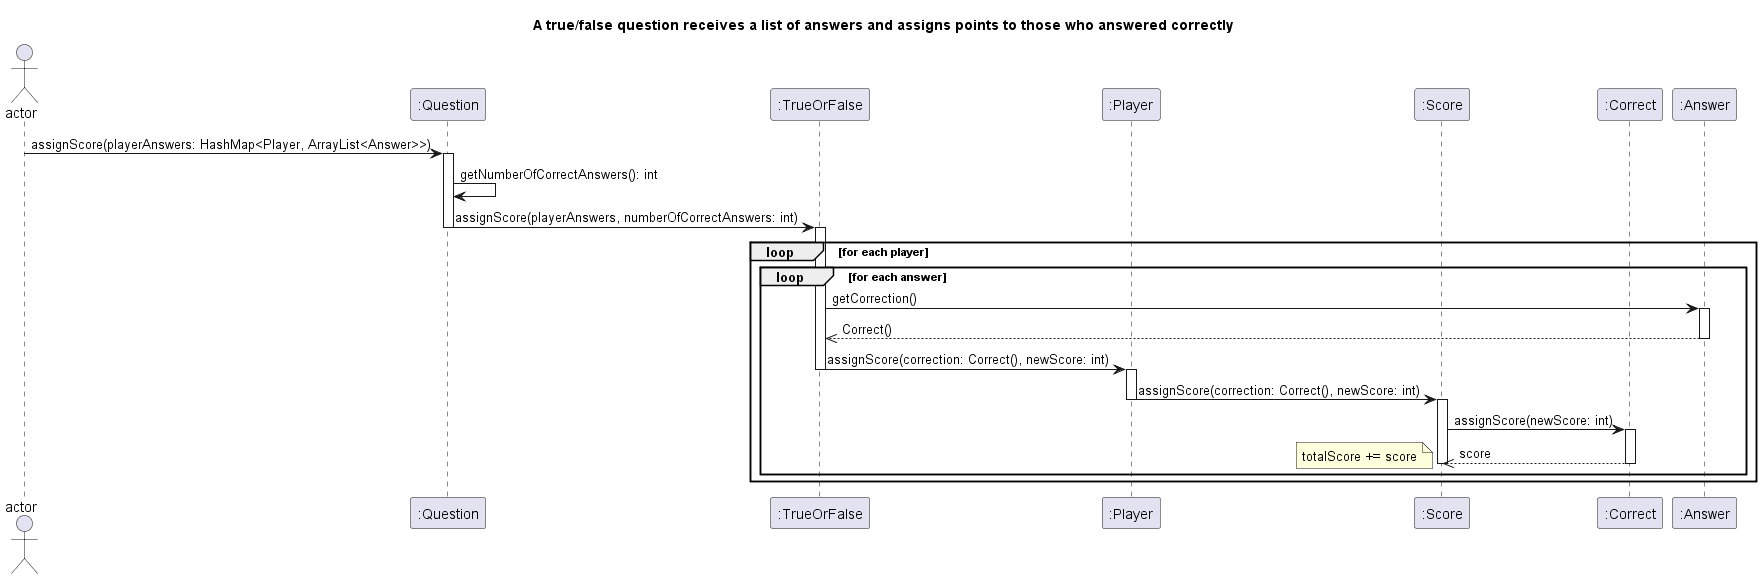 A true/false question receives a list of answers and assigns points to those who answered correctly
actor
:Question
:TrueOrFalse
:Player
:Score
:Correct
:Answer
assignScore(playerAnswers: HashMap<Player, ArrayList<Answer>>)
getNumberOfCorrectAnswers(): int
assignScore(playerAnswers, numberOfCorrectAnswers: int)
loop [for each player]
loop [for each answer]
getCorrection()
Correct()
assignScore(correction: Correct(), newScore: int)
assignScore(correction: Correct(), newScore: int)
assignScore(newScore: int)
score
totalScore += score
actor
:Question
:TrueOrFalse
:Player
:Score
:Correct
:Answer